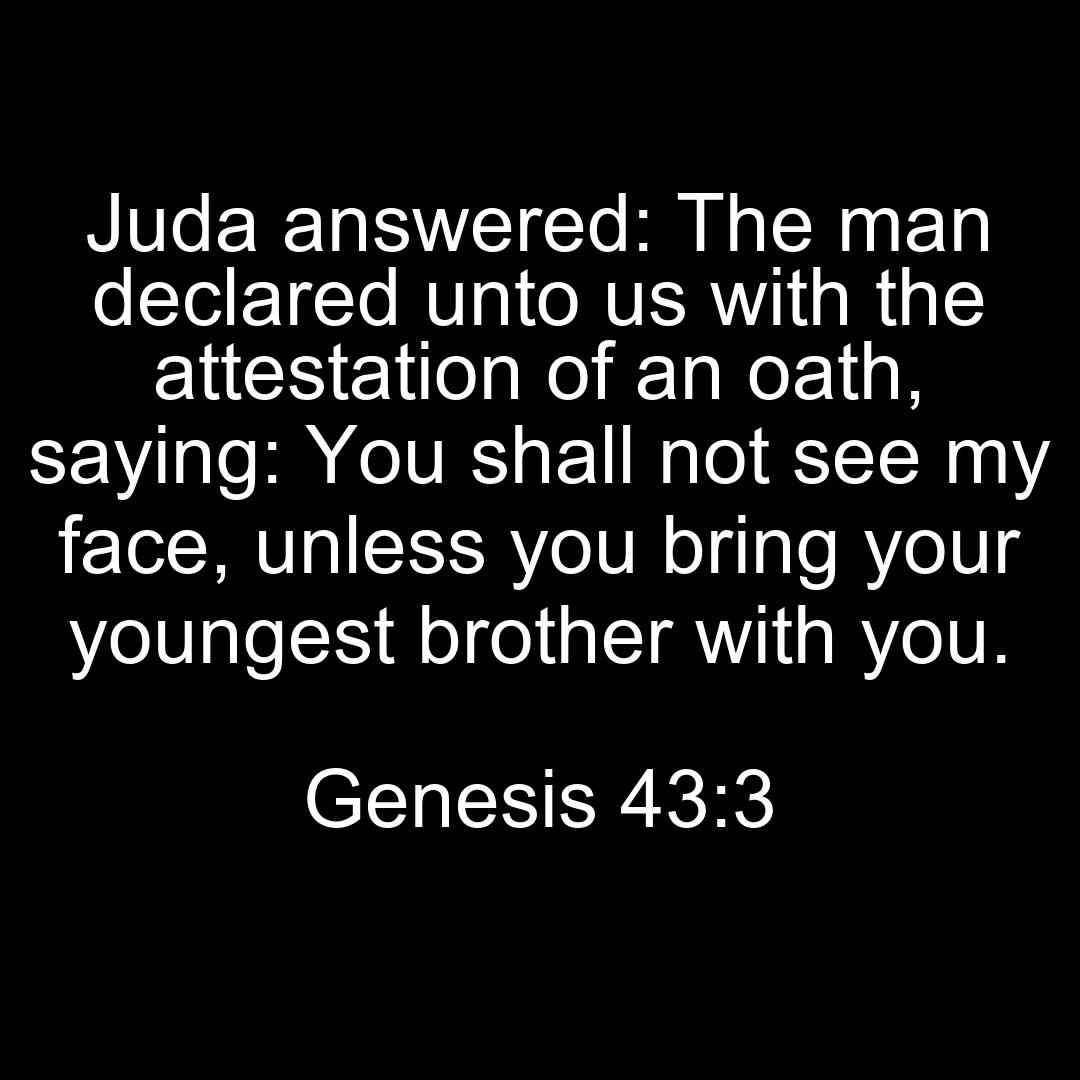 Juda answered: The man
declared unto us with the
attestation of an oath,
saying: You shall not see my
face, unless you bring your
youngest brother with you.
Genesis 43:3